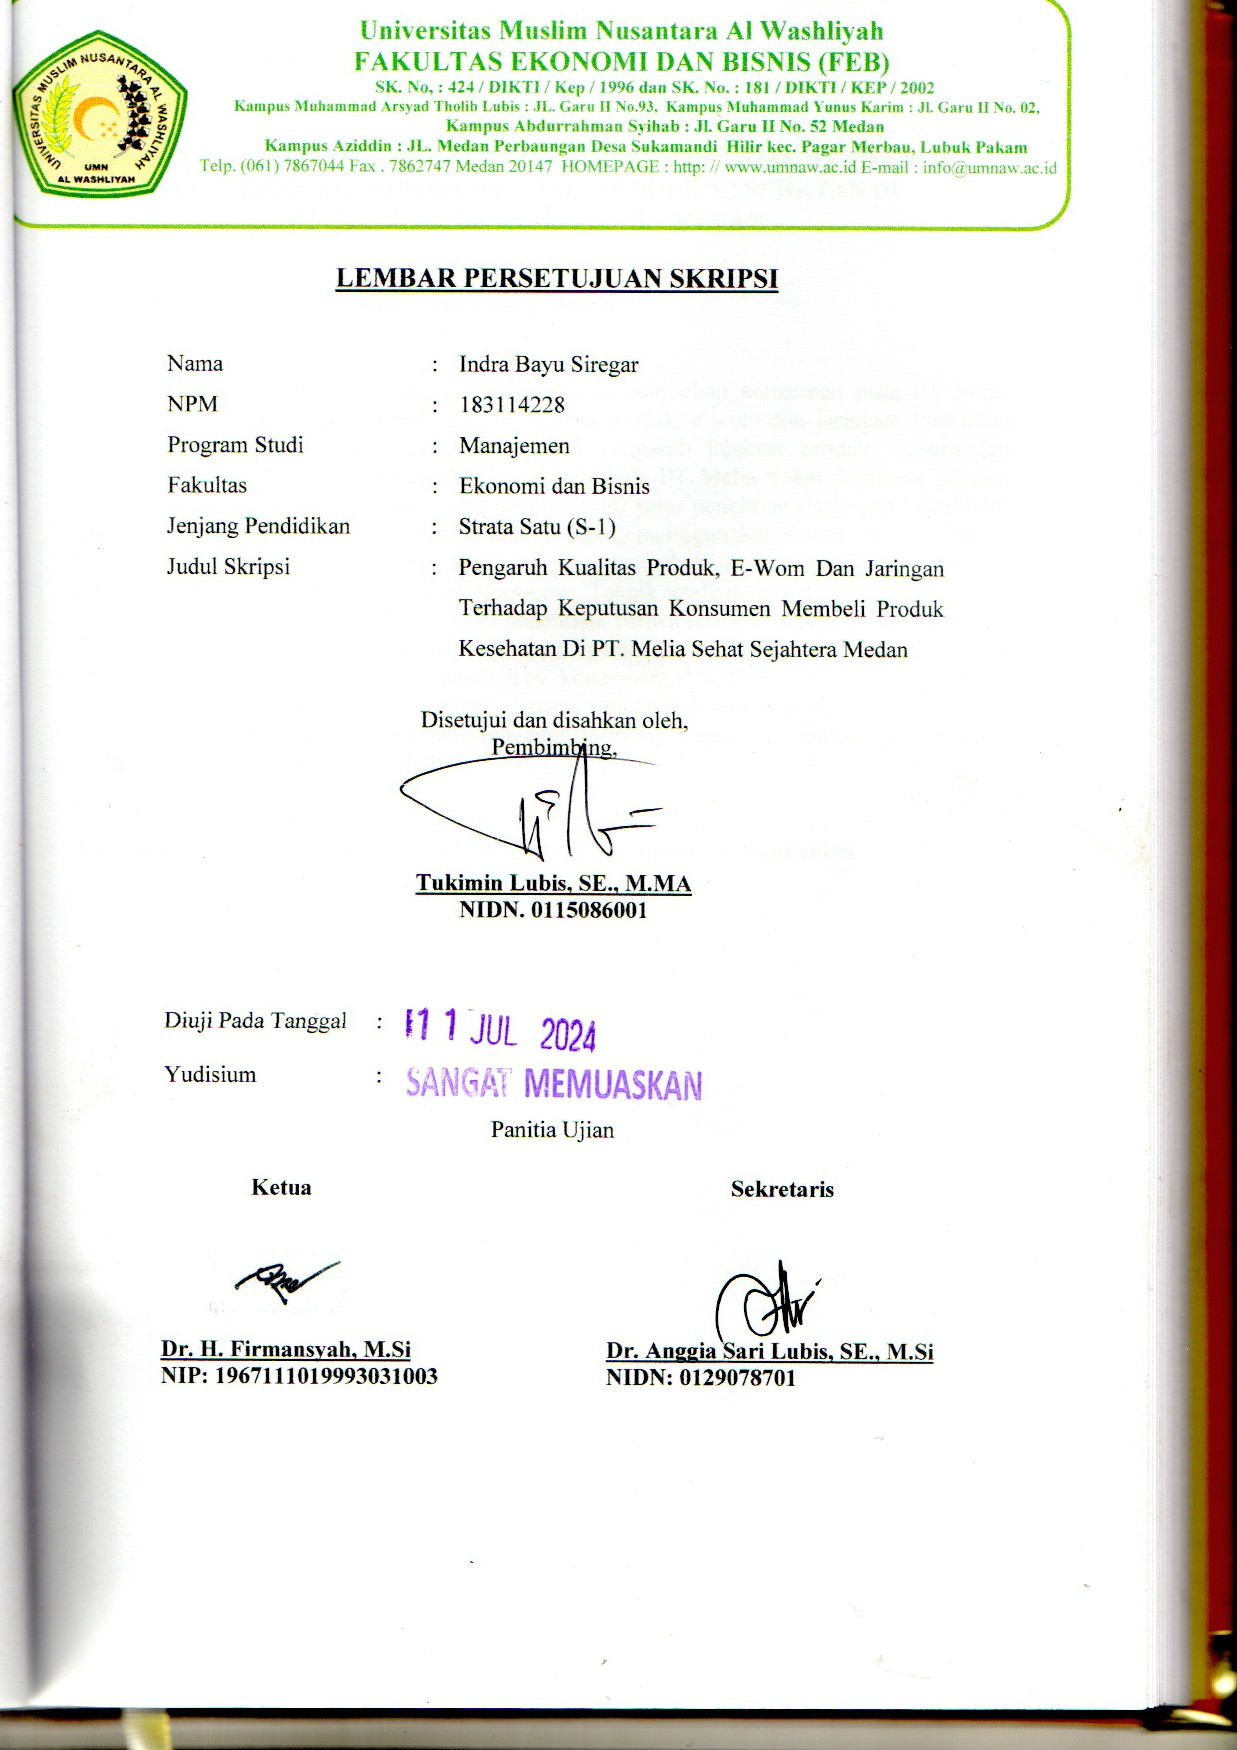 Universitas Muslim Nusantara Al Washliyah
FAKULTAS EKONOMI DAN BISNIS (FEB)
SK. No, : 424 / DIKTI / Kep / 1996 dan SK. No. : 181 / DIKTI / KEP / 2002
Kampus Muhammad Arsyad Tholib Lubis : JL. Garu II No.93, Kampus Muhammad Yunus Karim : Jl. Garu II No. 02,
Kampus Abdurrahman Syihab : Jl. Garu II No. 52 Medan
Kampus Aziddin : JL. Medan Perbaungan Desa Sukamandi Hilir kec. Pagar Merbau, Lubuk Pakam
Telp. (061) 7867044 Fax . 7862747 Medan 20147 HOMEPAGE : http: // www.umnaw.ac.id E-mail : info@umnaw.ac.id
UNIVERSITAS MUSLIM NUSANTARA AL WASHLIYAH
UMN
AL WASHLIYAH
LEMBAR PERSETUJUAN SKRIPSI
Nama : Indra Bayu Siregar
NPM : 183114228
Program Studi : Manajemen
Fakultas : Ekonomi dan Bisnis
Jenjang Pendidikan : Strata Satu (S-1)
Judul Skripsi : Pengaruh Kualitas Produk, E-Wom Dan Jaringan
Terhadap Keputusan Konsumen Membeli Produk
Kesehatan Di PT. Melia Sehat Sejahtera Medan
Disetujui dan disahkan oleh,
Pembimbing,
Tukimin Lubis, SE., M.MA
NIDN. 0115086001
Diuji Pada Tanggal : 11 JUL 2024
Yudisium : SANGAT MEMUASKAN
Panitia Ujian
Ketua Sekretaris
Dr. H. Firmansyah, M.Si Dr. Anggia Sari Lubis, SE., M.Si
NIP: 1967111019993031003 NIDN: 0129078701